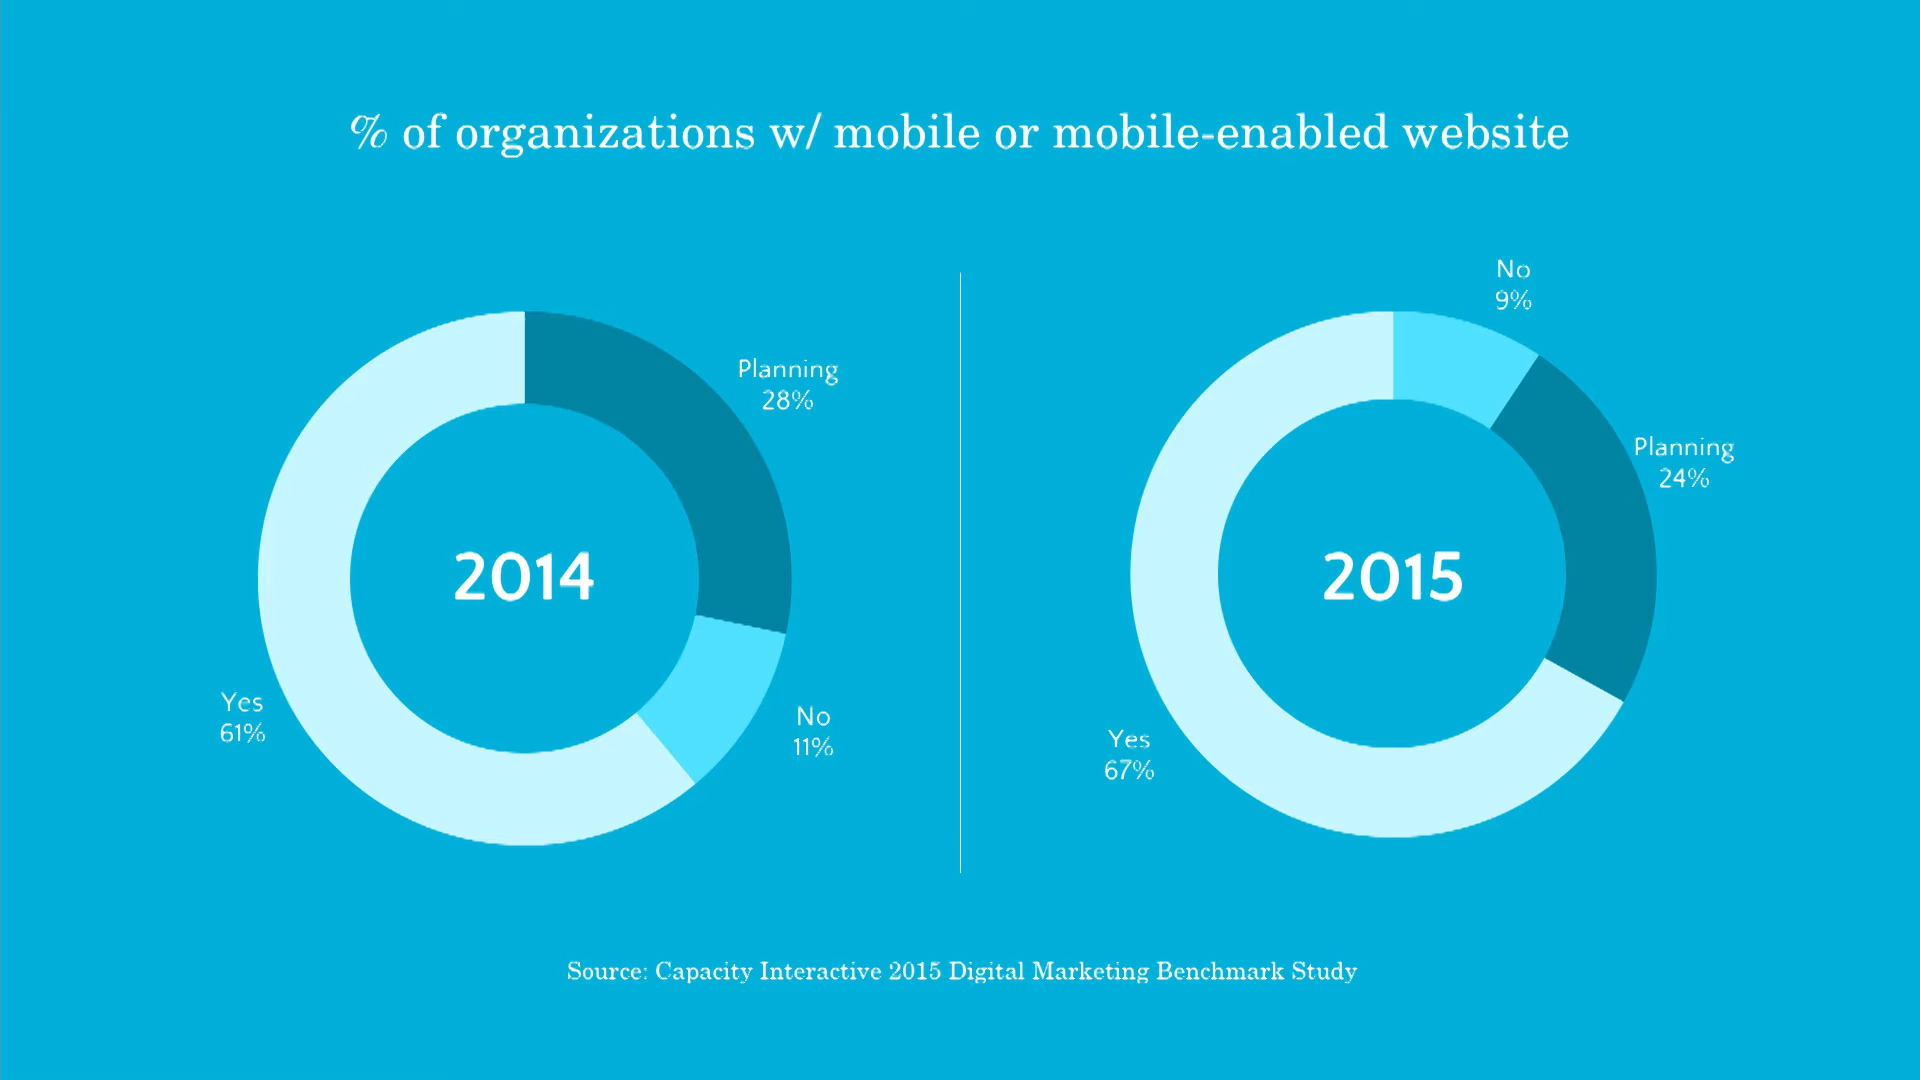 % of organizations w/ mobile or mobile-enabled website
Planning
28%
2014
Yes
61%
No
11%
No
9%
Planning
24%
2015
Yes
67%
Source: Capacity Interactive 2015 Digital Marketing Benchmark Study